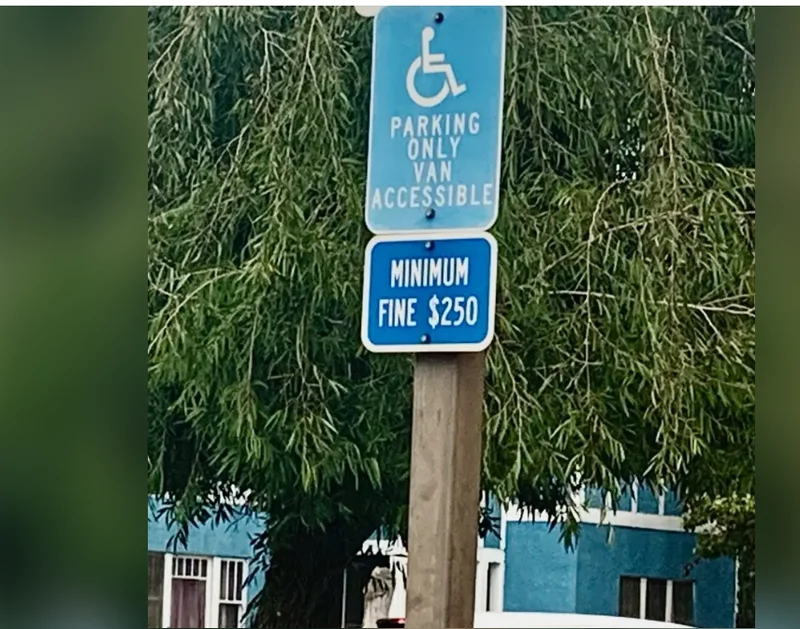 PARKING
ONLY
VAN
ACCESSIBLE
MINIMUM
FINE $250